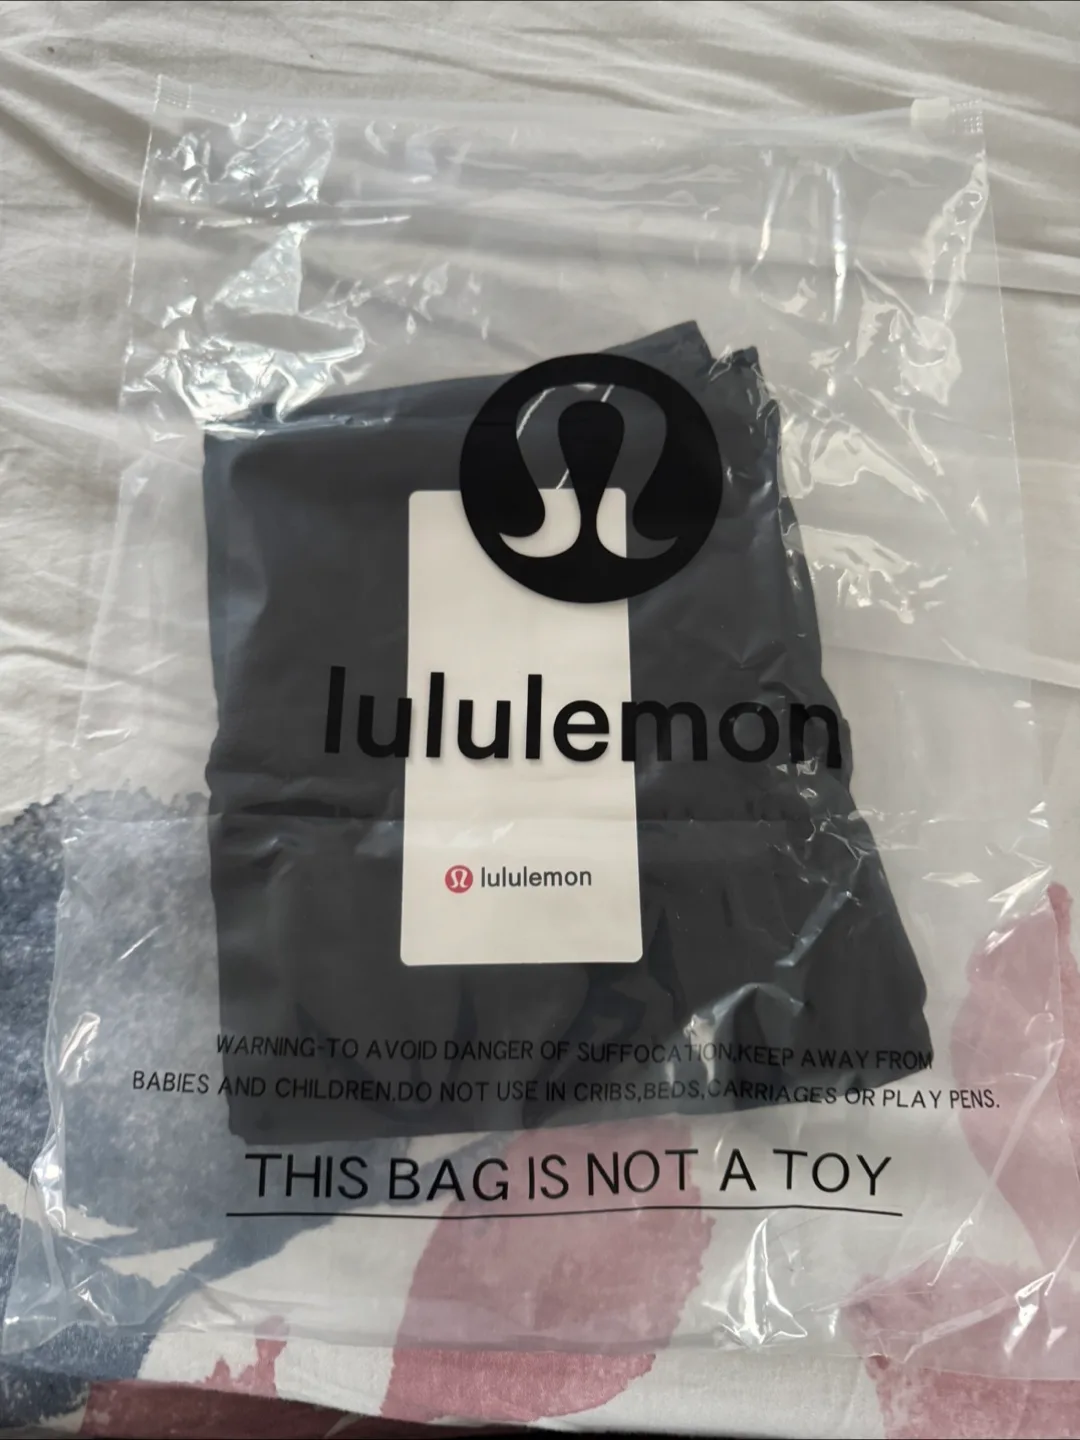 lululemon
lululemon
WARNING-TO AVOID DANGER OF SUFFOCATION,KEEP AWAY FROM
BABIES AND CHILDREN.DO NOT USE IN CRIBS,BEDS,CARRIAGES OR PLAY PENS.
THIS BAG IS NOT A TOY